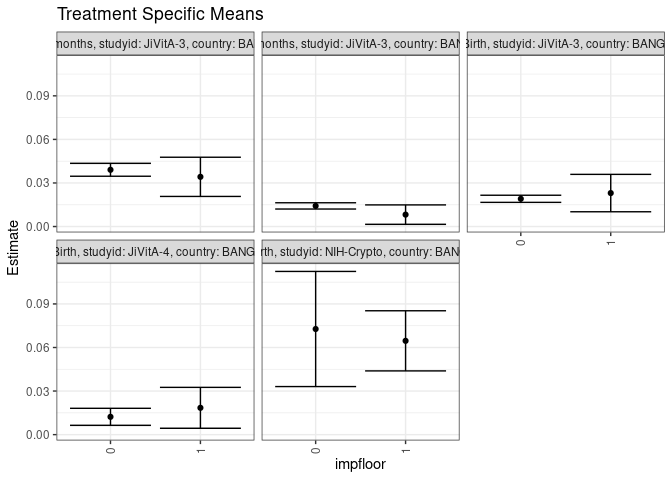 Treatment Specific Means
months, studyid: JiVitA-3, country: BA
months, studyid: JiVitA-3, country: BAN
Birth, studyid: JiVitA-3, country: BANG
0.09
0.06
0.03
0.00
0
1
Estimate
Birth, studyid: JiVitA-4, country: BANG
rth, studyid: NIH-Crypto, country: BAN
0.09
0.06
0.03
0.00
0
1
0
1
impfloor